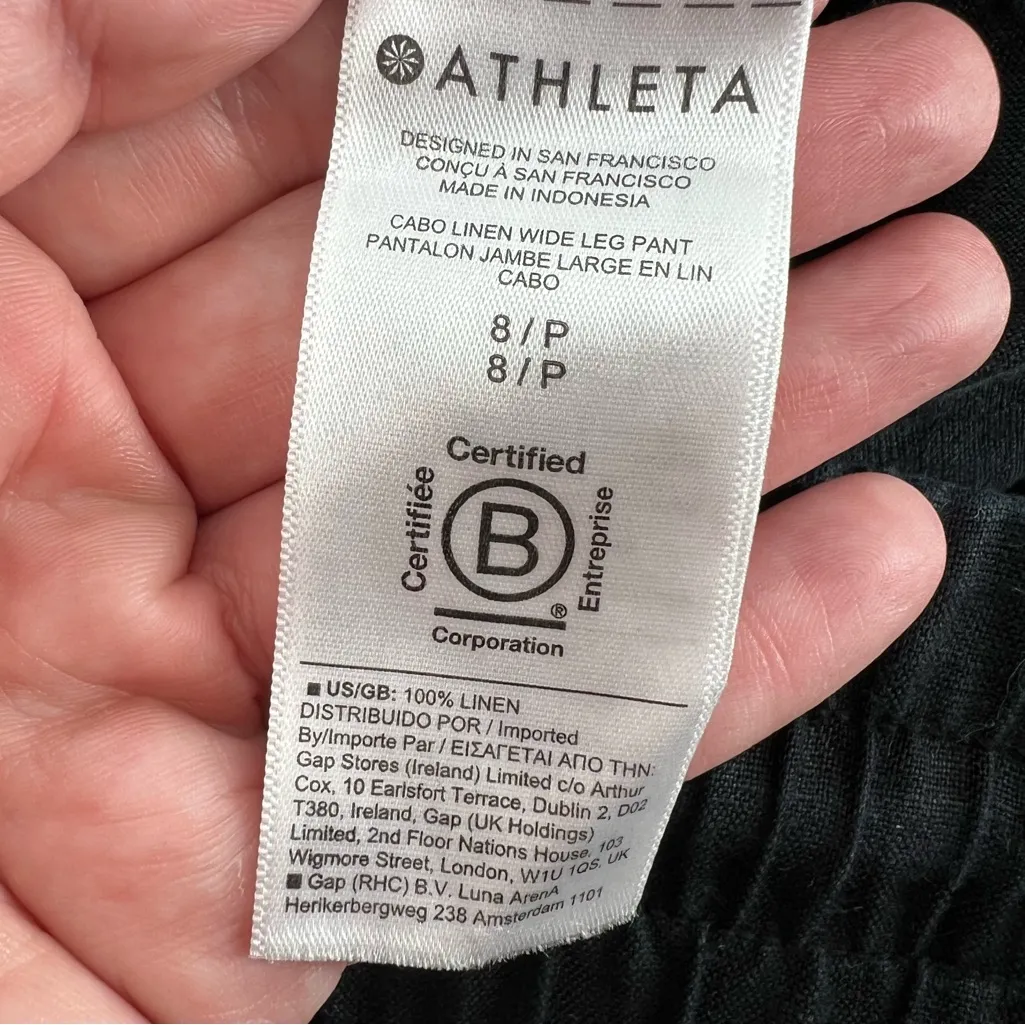 ATHLETA
DESIGNED IN SAN FRANCISCO
CONÇU À SAN FRANCISCO
MADE IN INDONESIA
CABO LINEN WIDE LEG PANT
PANTALON JAMBE LARGE EN LIN
CABO
8 / P
8 / P
Certified
Certifiée
B
Entreprise
®
Corporation
■ US/GB: 100% LINEN
DISTRIBUIDO POR / Imported
By/Importe Par / ΕΙΣΑΓΕΤΑΙ ΑΠΟ ΤΗΝ:
Gap Stores (Ireland) Limited c/o Arthur
Cox, 10 Earlsfort Terrace, Dublin 2, D02
T380, Ireland, Gap (UK Holdings)
Limited, 2nd Floor Nations House, 103
Wigmore Street, London, W1U 1QS, UK
■ Gap (RHC) B.V. Luna ArenA
Herikerbergweg 238 Amsterdam 1101